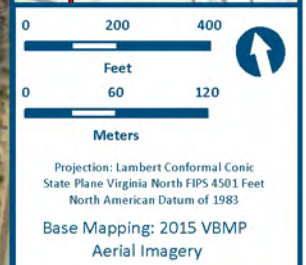 0 200 400
Feet
0 60 120
Meters
Projection: Lambert Conformal Conic
State Plane Virginia North FIPS 4501 Feet
North American Datum of 1983
Base Mapping: 2015 VBMP
Aerial Imagery